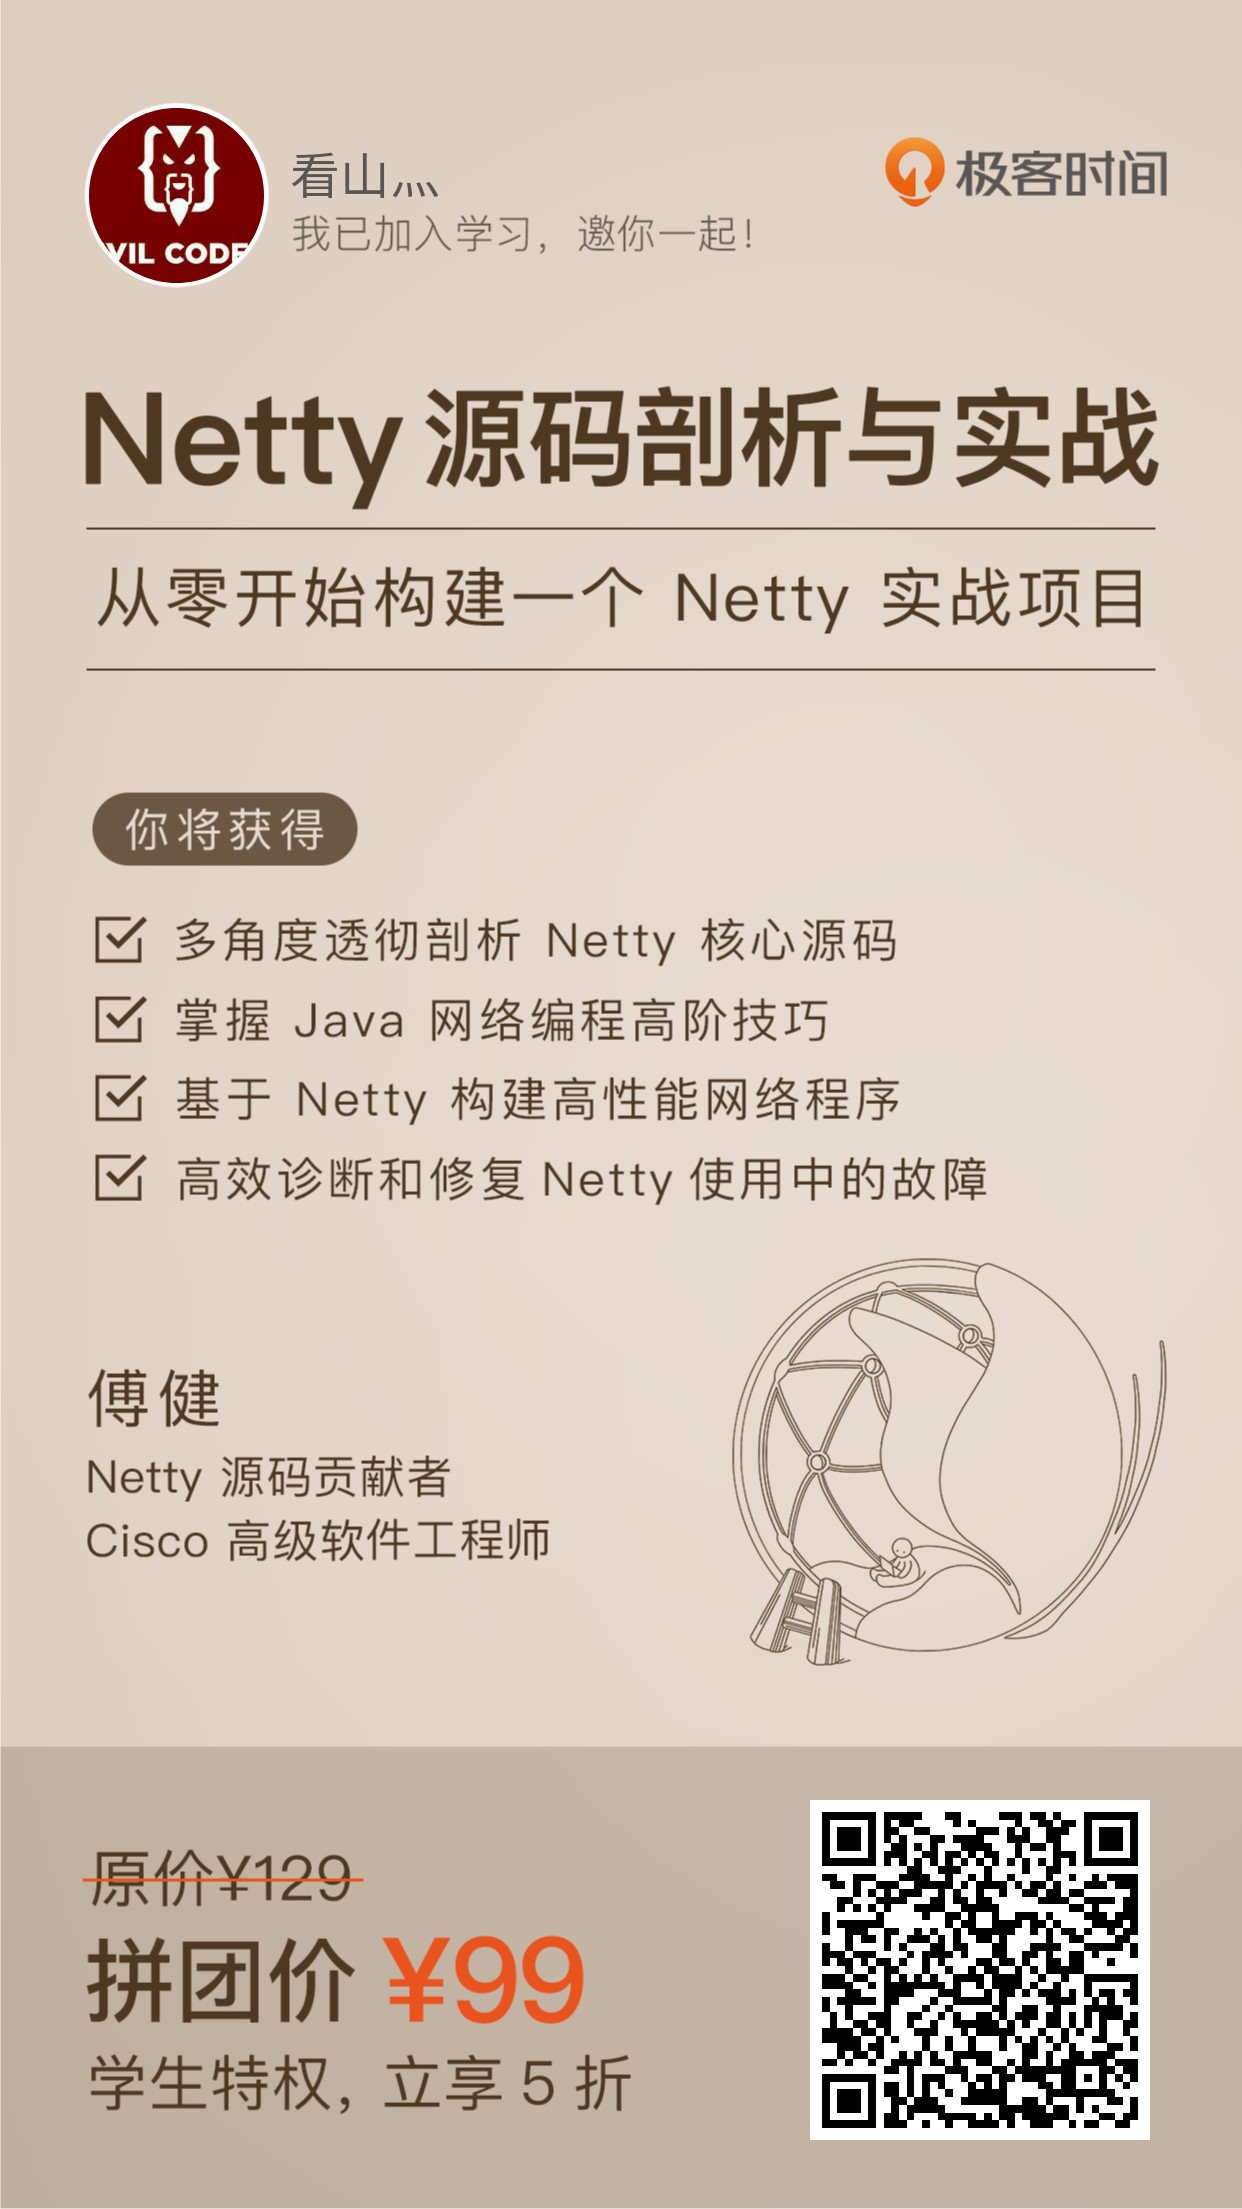 VIL CODE
看山灬
极客时间
我已加入学习，邀你一起！
Netty 源码剖析与实战
从零开始构建一个 Netty 实战项目
你将获得
多角度透彻剖析 Netty 核心源码
掌握 Java 网络编程高阶技巧
基于 Netty 构建高性能网络程序
高效诊断和修复 Netty 使用中的故障
傅健
Netty 源码贡献者
Cisco 高级软件工程师
原价¥129
拼团价 ¥99
学生特权，立享 5 折